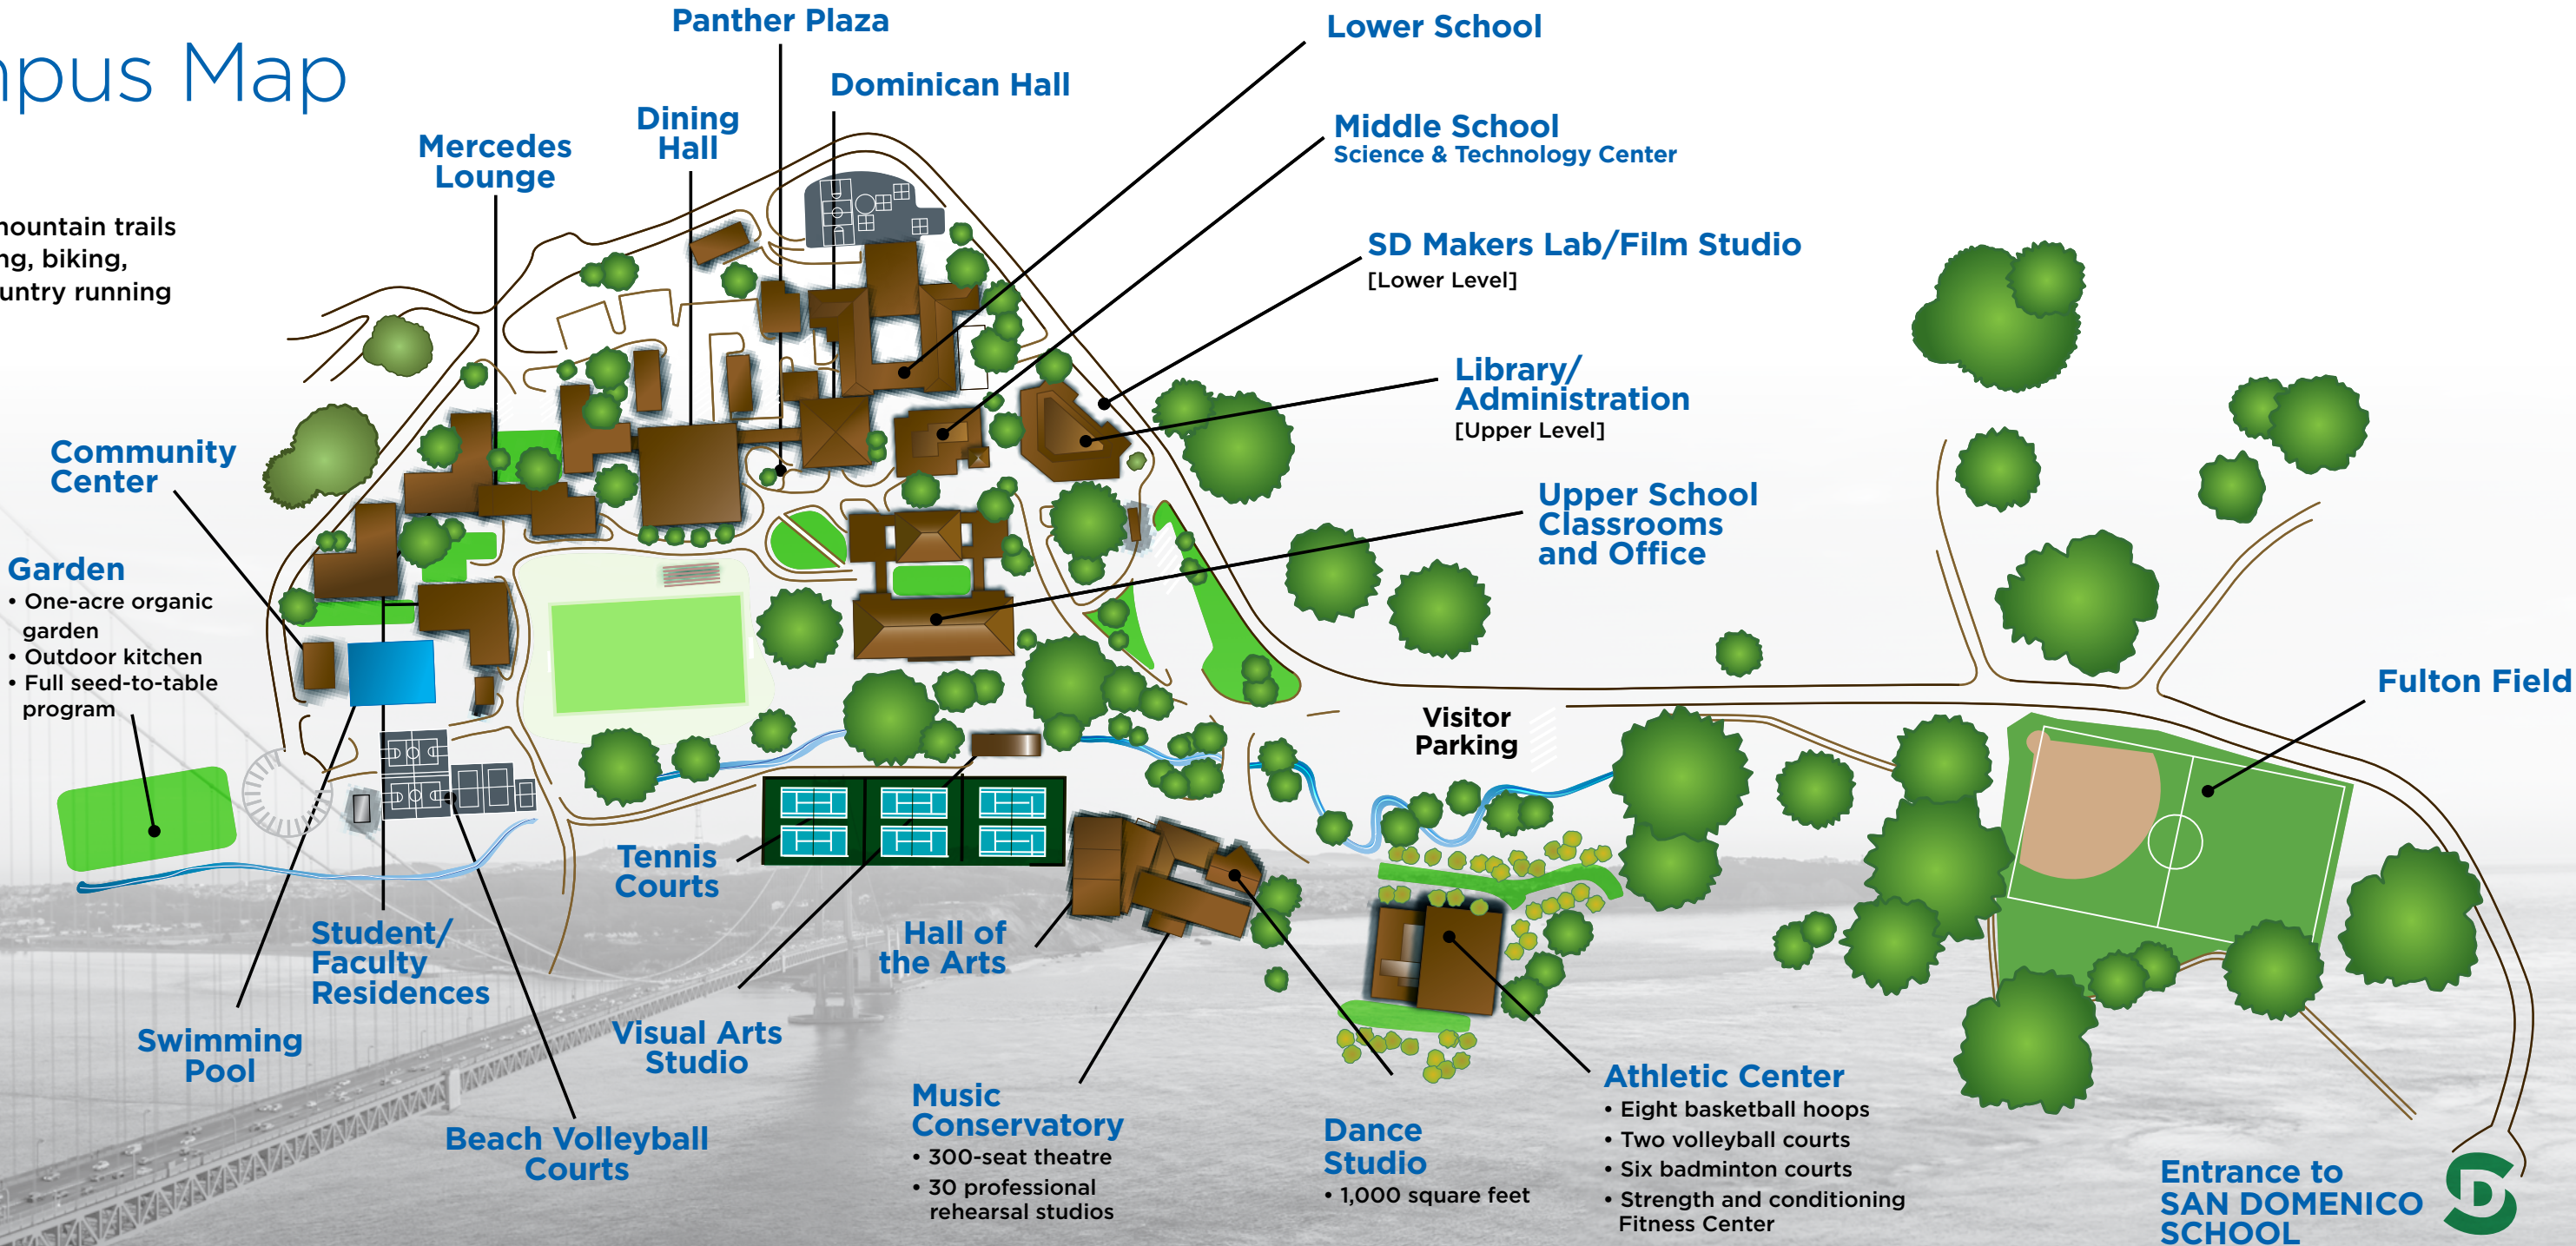 Panther Plaza
Lower School
npus Map
Dominican Hall
Dining
Hall
Middle School
Science & Technology Center
Mercedes
Lounge
nountain trails
ng, biking,
untry running
SD Makers Lab/Film Studio
[Lower Level]
Library/
Administration
[Upper Level]
Community
Center
Upper School
Classrooms
and Office
Garden
• One-acre organic
garden
• Outdoor kitchen
• Full seed-to-table
program
Fulton Field
Visitor
Parking
Tennis
Courts
Hall of
the Arts
Student/
Faculty
Residences
Swimming
Pool
Visual Arts
Studio
Beach Volleyball
Courts
Music
Conservatory
• 300-seat theatre
• 30 professional
rehearsal studios
Dance
Studio
• 1,000 square feet
Athletic Center
• Eight basketball hoops
• Two volleyball courts
• Six badminton courts
• Strength and conditioning
Fitness Center
Entrance to
SAN DOMENICO
SCHOOL
SD